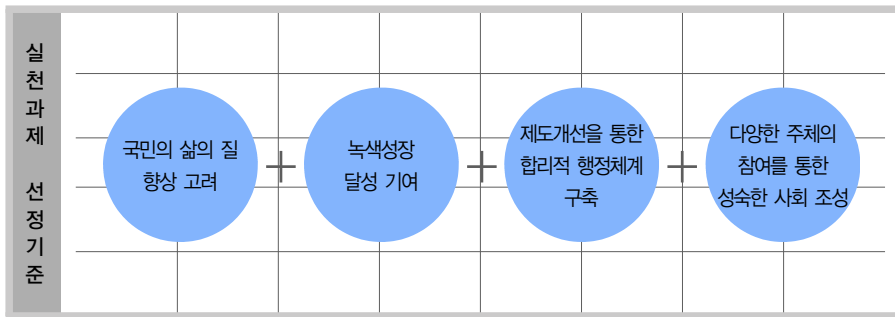 실천과제 선정기준
국민의 삶의 질
향상 고려
+
녹색성장
달성 기여
+
제도개선을 통한
합리적 행정체계
구축
+
다양한 주체의
참여를 통한
성숙한 사회 조성